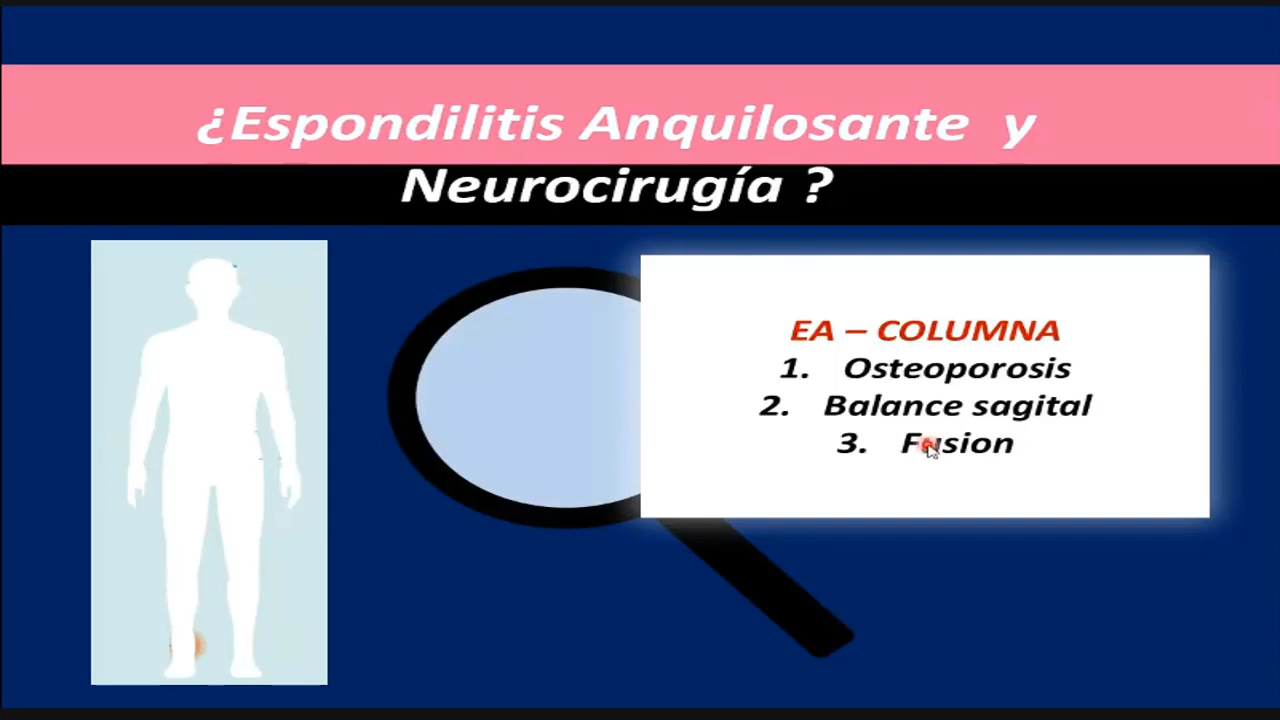 ¿Espondilitis Anquilosante y
Neurocirugía ?
EA – COLUMNA
1. Osteoporosis
2. Balance sagital
3. Fusion